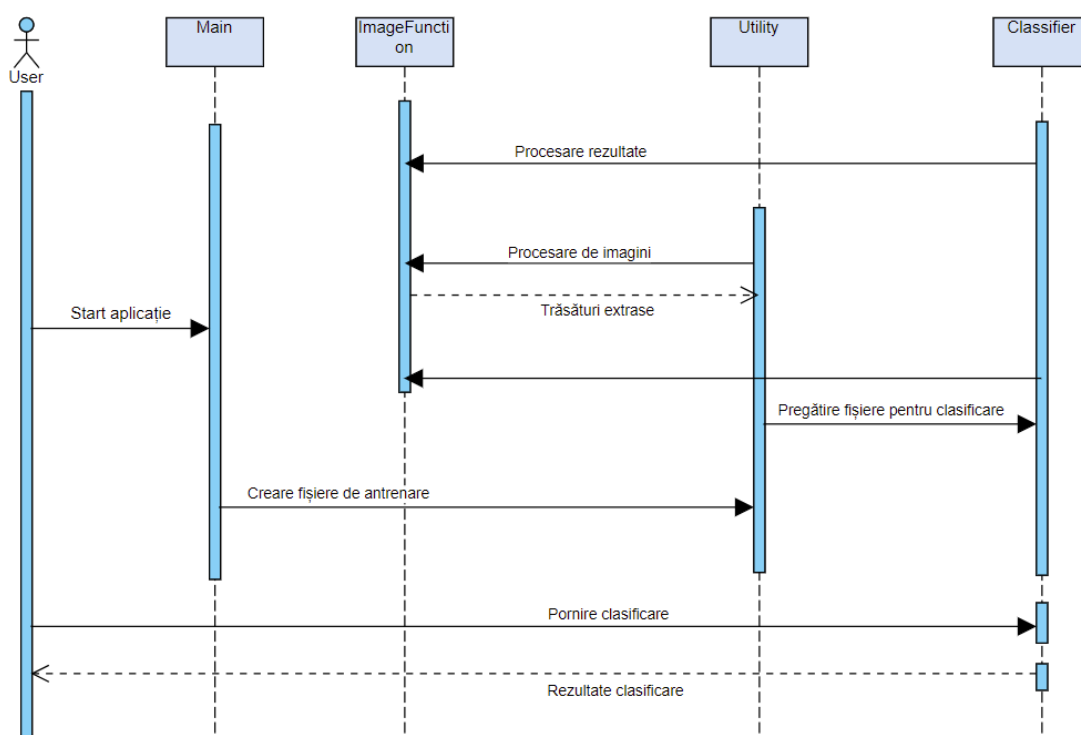 User
Main
ImageFuncti
on
Utility
Classifier
Procesare rezultate
Procesare de imagini
Trăsături extrase
Start aplicație
Pregătire fișiere pentru clasificare
Creare fișiere de antrenare
Pornire clasificare
Rezultate clasificare